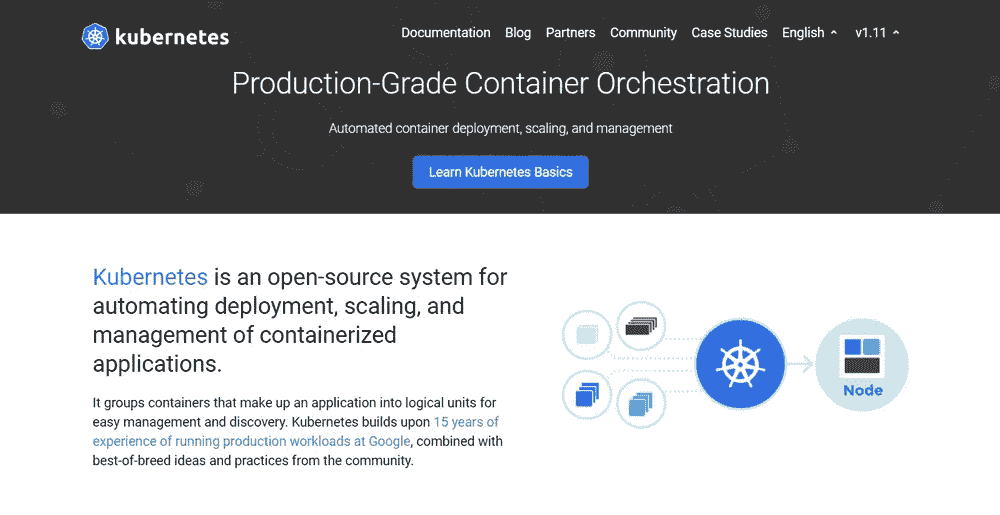 kubernetes
Documentation Blog Partners Community Case Studies English v1.11
Production-Grade Container Orchestration
Automated container deployment, scaling, and management
Learn Kubernetes Basics
Kubernetes is an open-source system for
automating deployment, scaling, and
management of containerized
applications.
It groups containers that make up an application into logical units for
easy management and discovery. Kubernetes builds upon 15 years of
experience of running production workloads at Google, combined with
best-of-breed ideas and practices from the community.
Node